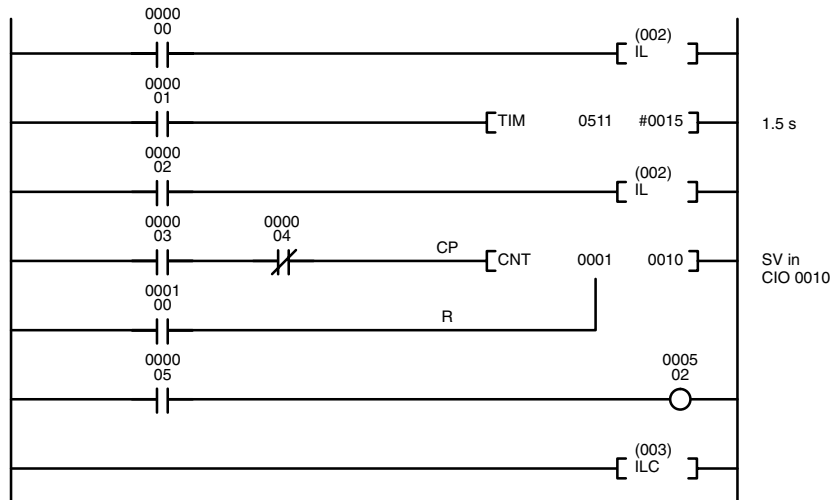 0000
00
(002)
IL
0000
01
TIM 0511 #0015
1.5 s
0000
02
(002)
IL
0000
03
0000
04
CP
CNT 0001 0010
SV in
CIO 0010
0001
00
R
0000
05
0005
02
(003)
ILC